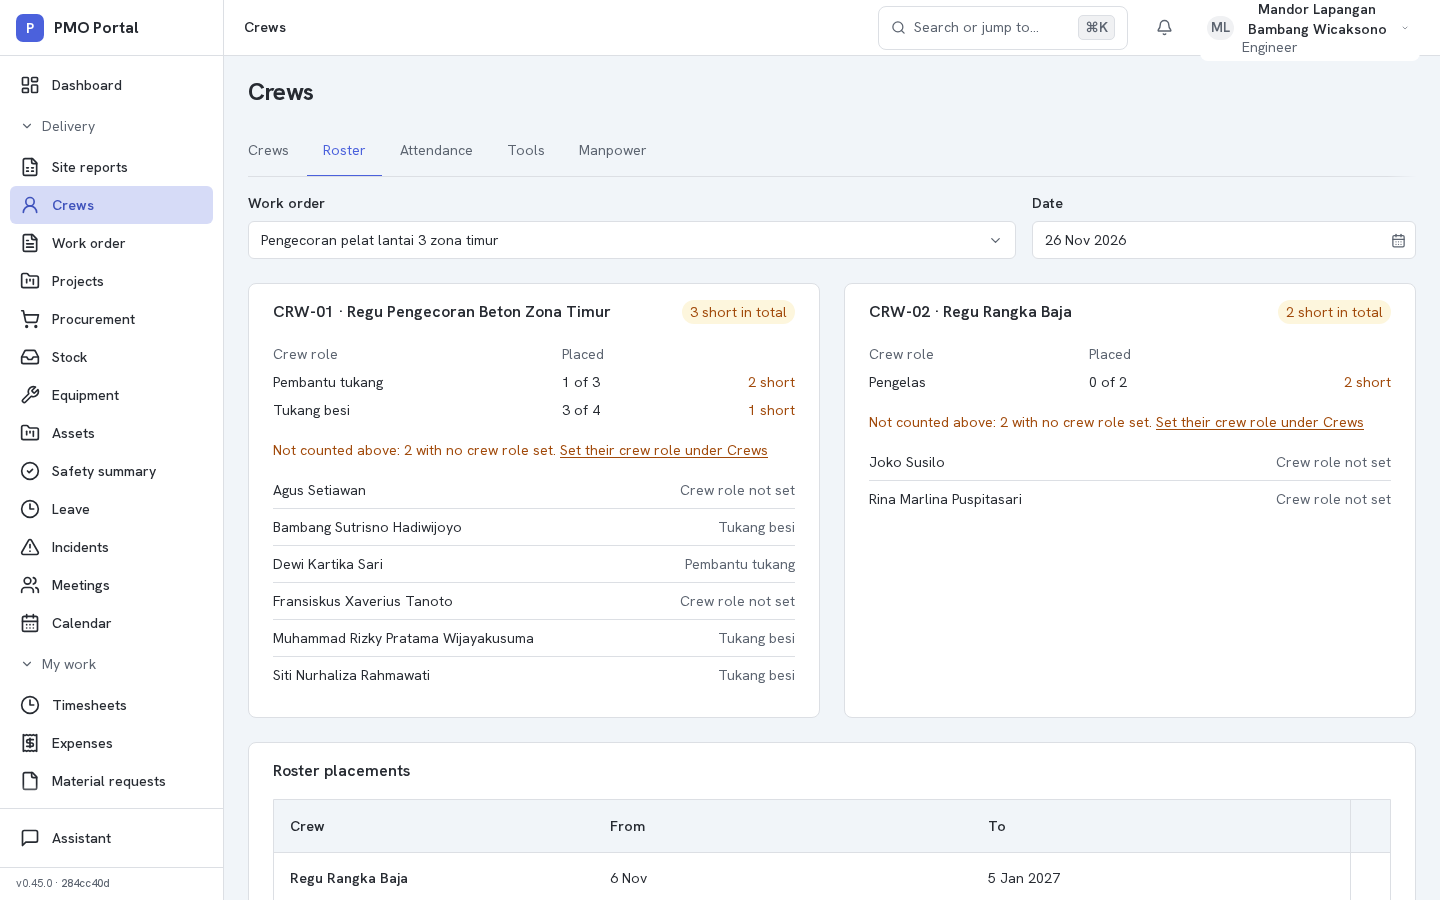 P PMO Portal
Crews
Search or jump to...
⌘K
ML
Mandor Lapangan
Bambang Wicaksono
Engineer
Dashboard
Delivery
Site reports
Crews
Work order
Projects
Procurement
Stock
Equipment
Assets
Safety summary
Leave
Incidents
Meetings
Calendar
My work
Timesheets
Expenses
Material requests
Assistant
v0.45.0 · 284cc40d
Crews
Crews Roster Attendance Tools Manpower
Work order
Pengecoran pelat lantai 3 zona timur
Date
26 Nov 2026
CRW-01 · Regu Pengecoran Beton Zona Timur 3 short in total
Crew role Placed
Pembantu tukang 1 of 3 2 short
Tukang besi 3 of 4 1 short
Not counted above: 2 with no crew role set. Set their crew role under Crews
Agus Setiawan Crew role not set
Bambang Sutrisno Hadiwijoyo Tukang besi
Dewi Kartika Sari Pembantu tukang
Fransiskus Xaverius Tanoto Crew role not set
Muhammad Rizky Pratama Wijayakusuma Tukang besi
Siti Nurhaliza Rahmawati Tukang besi
CRW-02 · Regu Rangka Baja 2 short in total
Crew role Placed
Pengelas 0 of 2 2 short
Not counted above: 2 with no crew role set. Set their crew role under Crews
Joko Susilo Crew role not set
Rina Marlina Puspitasari Crew role not set
Roster placements
Crew From To
Regu Rangka Baja 6 Nov 5 Jan 2027